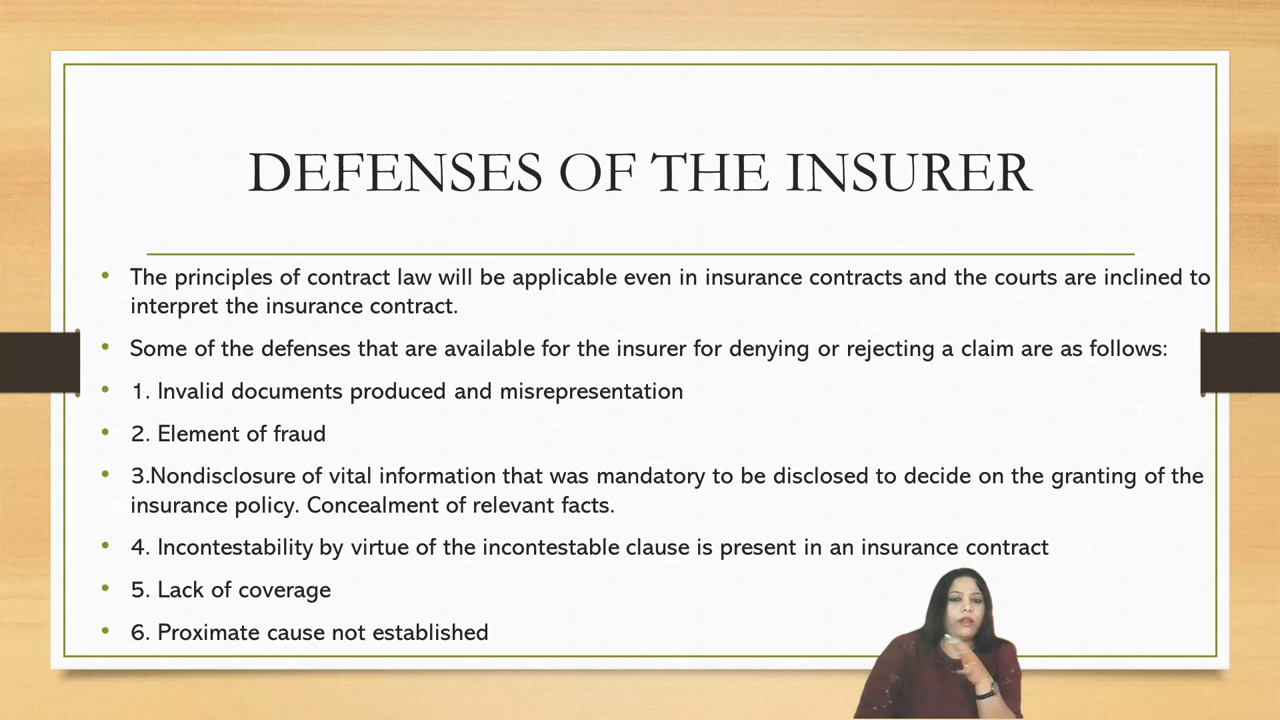 DEFENSES OF THE INSURER
• The principles of contract law will be applicable even in insurance contracts and the courts are inclined to
interpret the insurance contract.
• Some of the defenses that are available for the insurer for denying or rejecting a claim are as follows:
• 1. Invalid documents produced and misrepresentation
• 2. Element of fraud
• 3.Nondisclosure of vital information that was mandatory to be disclosed to decide on the granting of the
insurance policy. Concealment of relevant facts.
• 4. Incontestability by virtue of the incontestable clause is present in an insurance contract
• 5. Lack of coverage
• 6. Proximate cause not established